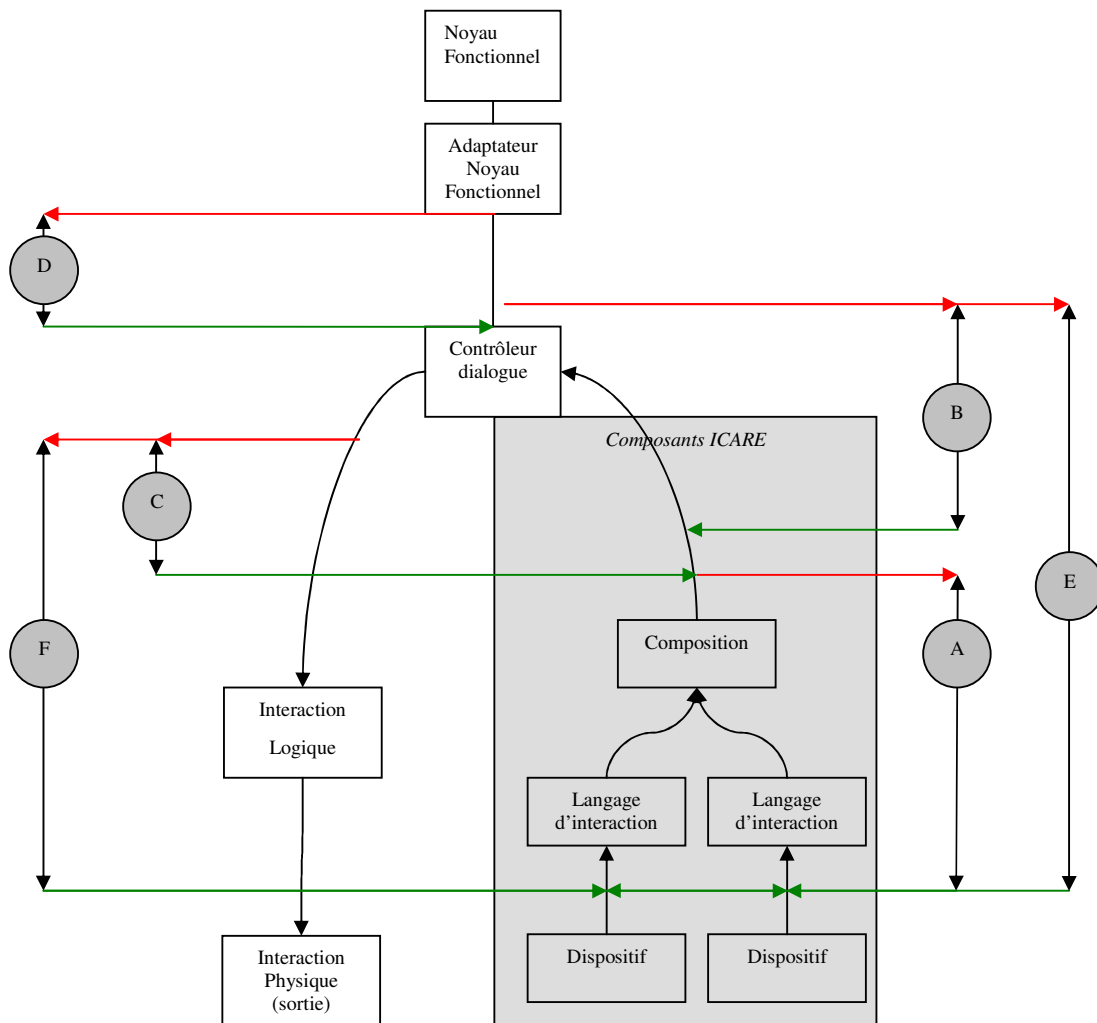 Noyau
Fonctionnel
Adaptateur
Noyau
Fonctionnel
D
Contrôleur
dialogue
B
Composants ICARE
C
E
F
A
Composition
Interaction
Logique
Langage
d’interaction
Langage
d’interaction
Interaction
Physique
(sortie)
Dispositif
Dispositif